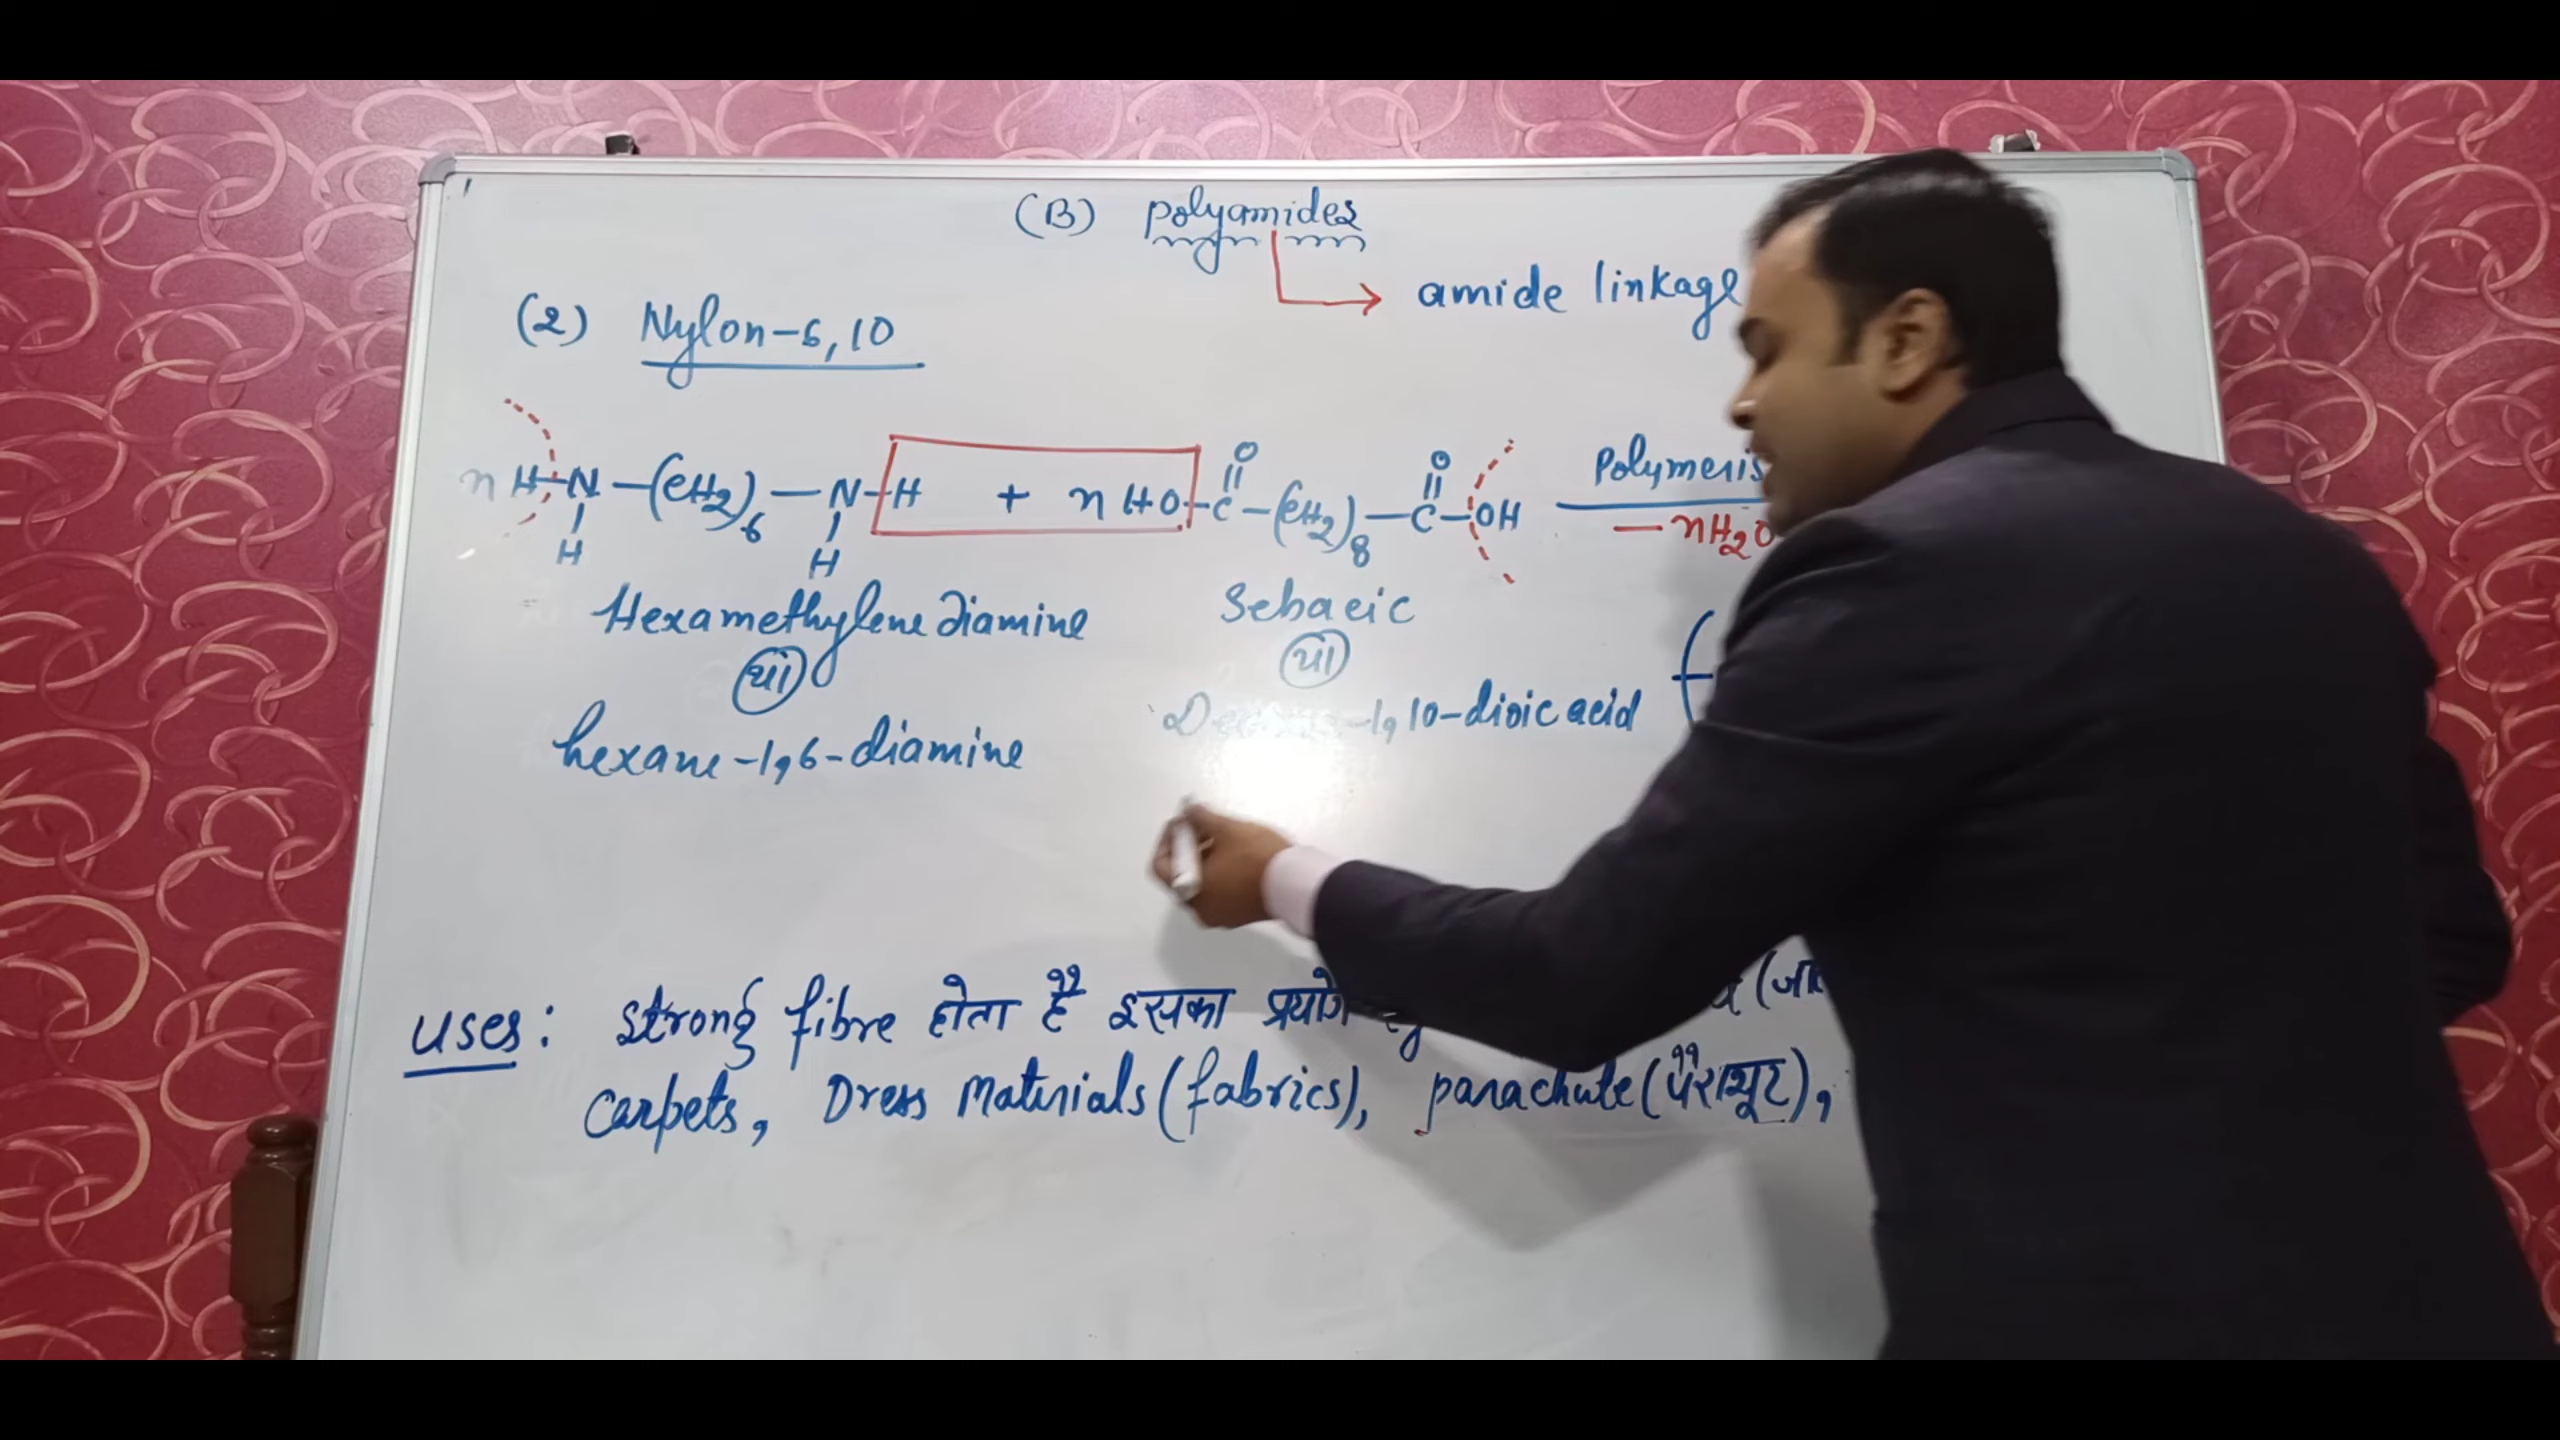 (B) polyamides
amide linkage
(2) Nylon-6,10
O O
n H-N-(CH2)6-N-H + n HO-C-(CH2)8-C-OH Polymeris
H H -nH2O
Hexamethylene Diamine Sebacic
या या
hexane-1,6-diamine 1,10-dioic acid
Uses: strong fibre होता है इसका प्रयोग
Carpets, Dress Materials (fabrics), parachute (पैराशूट),